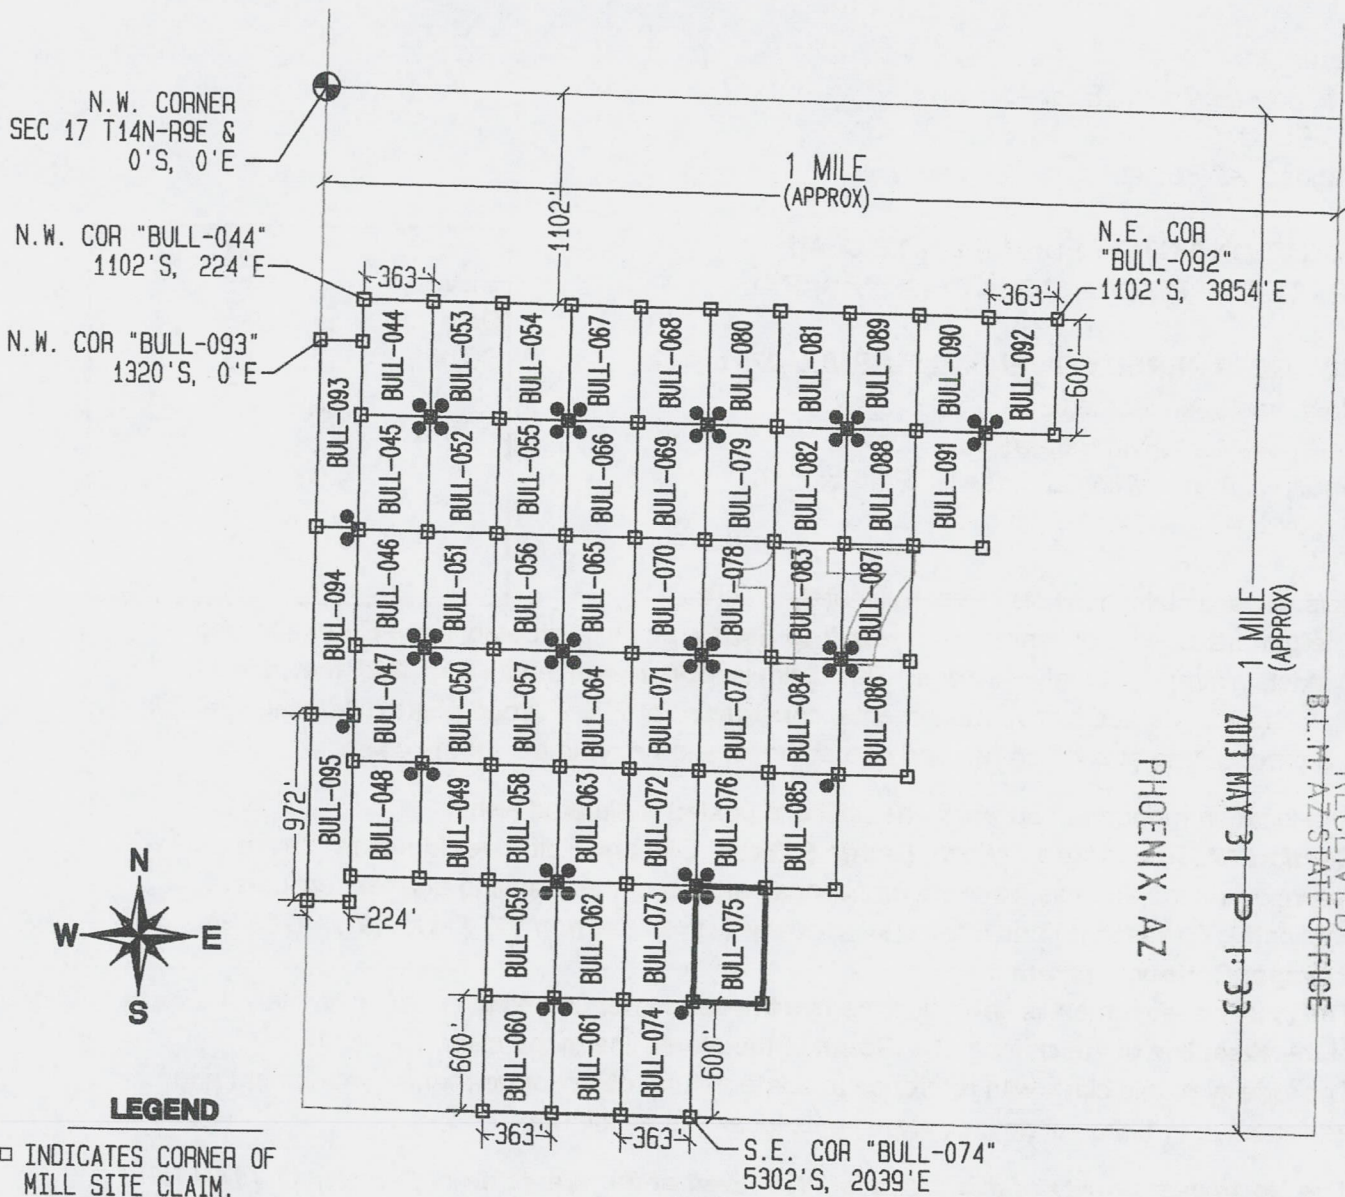 N.W. CORNER
SEC 17 T14N-R9E &
0'S, 0'E
1 MILE
(APPROX)
1102'
N.W. COR "BULL-044"
1102'S, 224'E
N.E. COR
"BULL-092"
1102'S, 3854'E
363'
363'
N.W. COR "BULL-093"
1320'S, 0'E
600'
BULL-044
BULL-053
BULL-054
BULL-067
BULL-068
BULL-080
BULL-081
BULL-089
BULL-090
BULL-092
BULL-093
BULL-045
BULL-052
BULL-055
BULL-066
BULL-069
BULL-079
BULL-082
BULL-088
BULL-091
BULL-094
BULL-046
BULL-051
BULL-056
BULL-065
BULL-070
BULL-078
BULL-083
BULL-087
BULL-047
BULL-050
BULL-057
BULL-064
BULL-071
BULL-077
BULL-084
BULL-086
972'
BULL-095
BULL-048
BULL-049
BULL-058
BULL-063
BULL-072
BULL-076
BULL-085
224'
BULL-059
BULL-062
BULL-073
BULL-075
600'
BULL-060
BULL-061
BULL-074
600'
363'
363'
S.E. COR "BULL-074"
5302'S, 2039'E
1 MILE
(APPROX)
RECEIVED
B.L.M. AZ STATE OFFICE
2013 MAY 31 P 1:33
PHOENIX, AZ
N
W E
S
LEGEND
□ INDICATES CORNER OF
MILL SITE CLAIM.